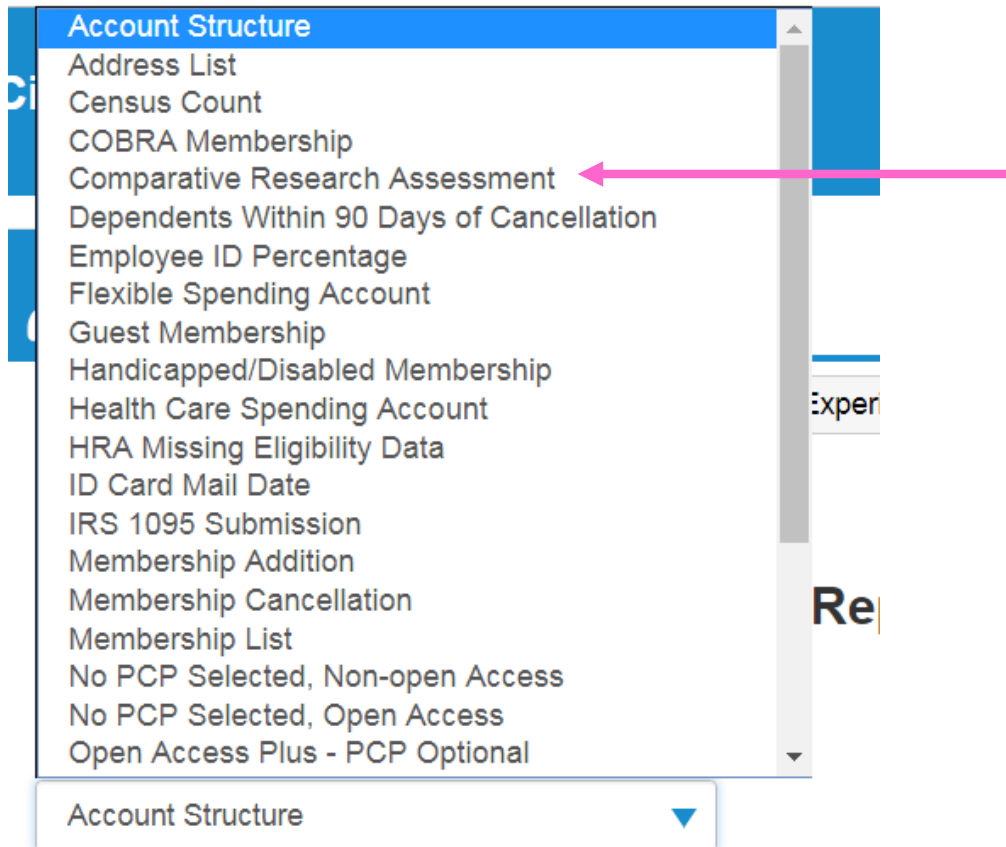 Account Structure
Address List
Census Count
COBRA Membership
Comparative Research Assessment
Dependents Within 90 Days of Cancellation
Employee ID Percentage
Flexible Spending Account
Guest Membership
Handicapped/Disabled Membership
Health Care Spending Account
HRA Missing Eligibility Data
ID Card Mail Date
IRS 1095 Submission
Membership Addition
Membership Cancellation
Membership List
No PCP Selected, Non-open Access
No PCP Selected, Open Access
Open Access Plus - PCP Optional
Account Structure